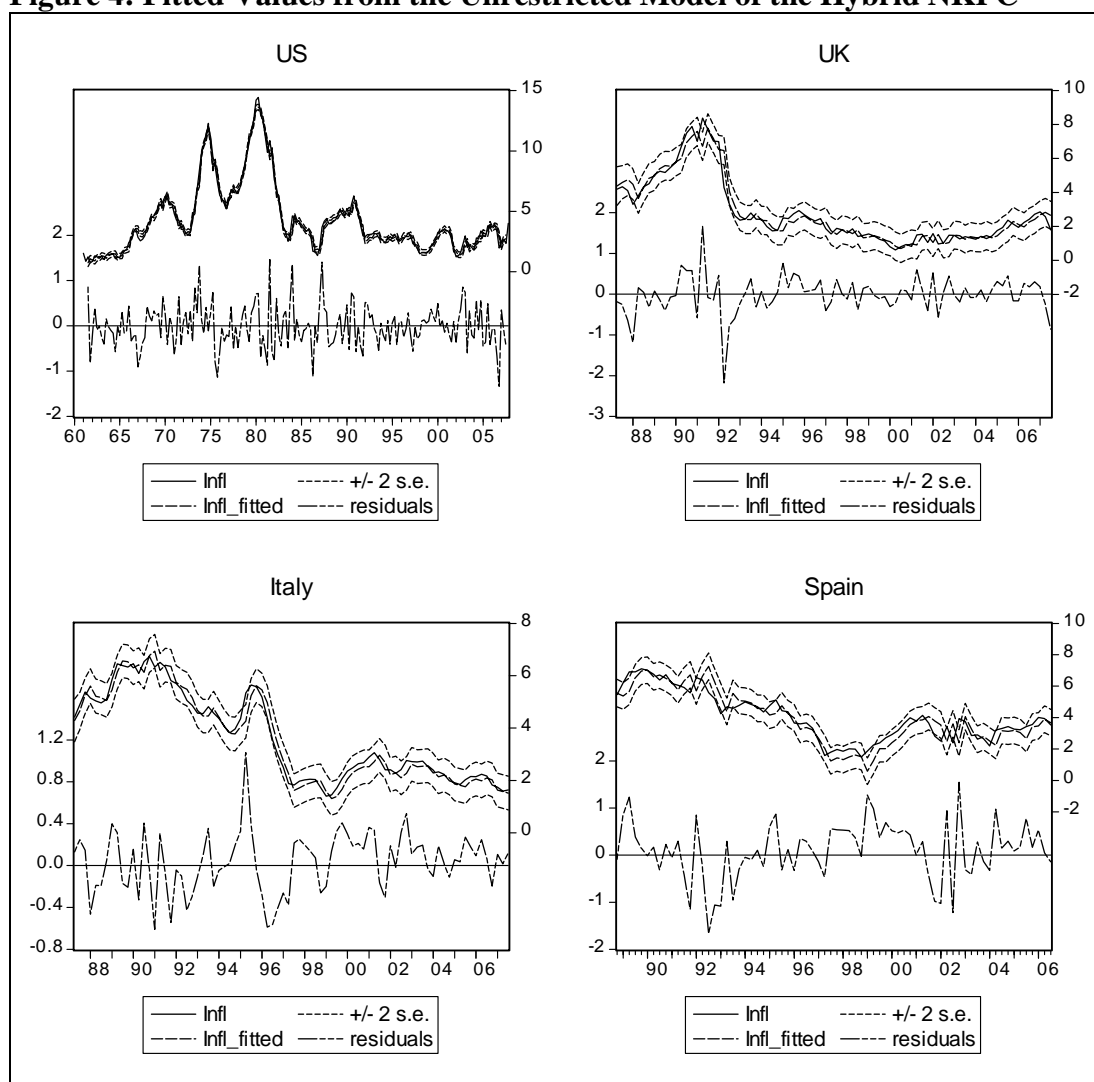 Figure 4: Fitted Values from the Unrestricted Model of the Hybrid NKPC
US
15
10
5
0
2
1
0
-1
-2
60 65 70 75 80 85 90 95 00 05
Infl +/- 2 s.e.
Infl_fitted residuals
UK
10
8
6
4
2
0
-2
2
1
0
-1
-2
-3
88 90 92 94 96 98 00 02 04 06
Infl +/- 2 s.e.
Infl_fitted residuals
Italy
8
6
4
2
0
1.2
0.8
0.4
0.0
-0.4
-0.8
88 90 92 94 96 98 00 02 04 06
Infl +/- 2 s.e.
Infl_fitted residuals
Spain
10
8
6
4
2
0
-2
2
1
0
-1
-2
90 92 94 96 98 00 02 04 06
Infl +/- 2 s.e.
Infl_fitted residuals